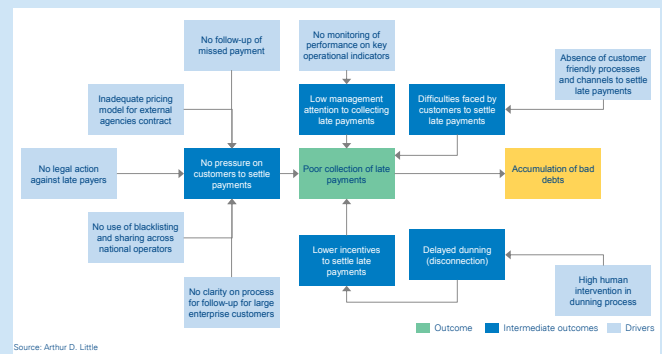 No follow-up of
missed payment
No monitoring of
performance on key
operational indicators
Absence of customer
friendly processes
and channels to settle
late payments
Inadequate pricing
model for external
agencies contract
Low management
attention to collecting
late payments
Difficulties faced by
customers to settle
late payments
No legal action
against late payers
No pressure on
customers to settle
payments
Poor collection of late
payments
Accumulation of bad
debts
No use of blacklisting
and sharing across
national operators
Lower incentives
to settle late
payments
Delayed dunning
(disconnection)
No clarity on process
for follow-up for large
enterprise customers
High human
intervention in
dunning process
Outcome
Intermediate outcomes
Drivers
Source: Arthur D. Little